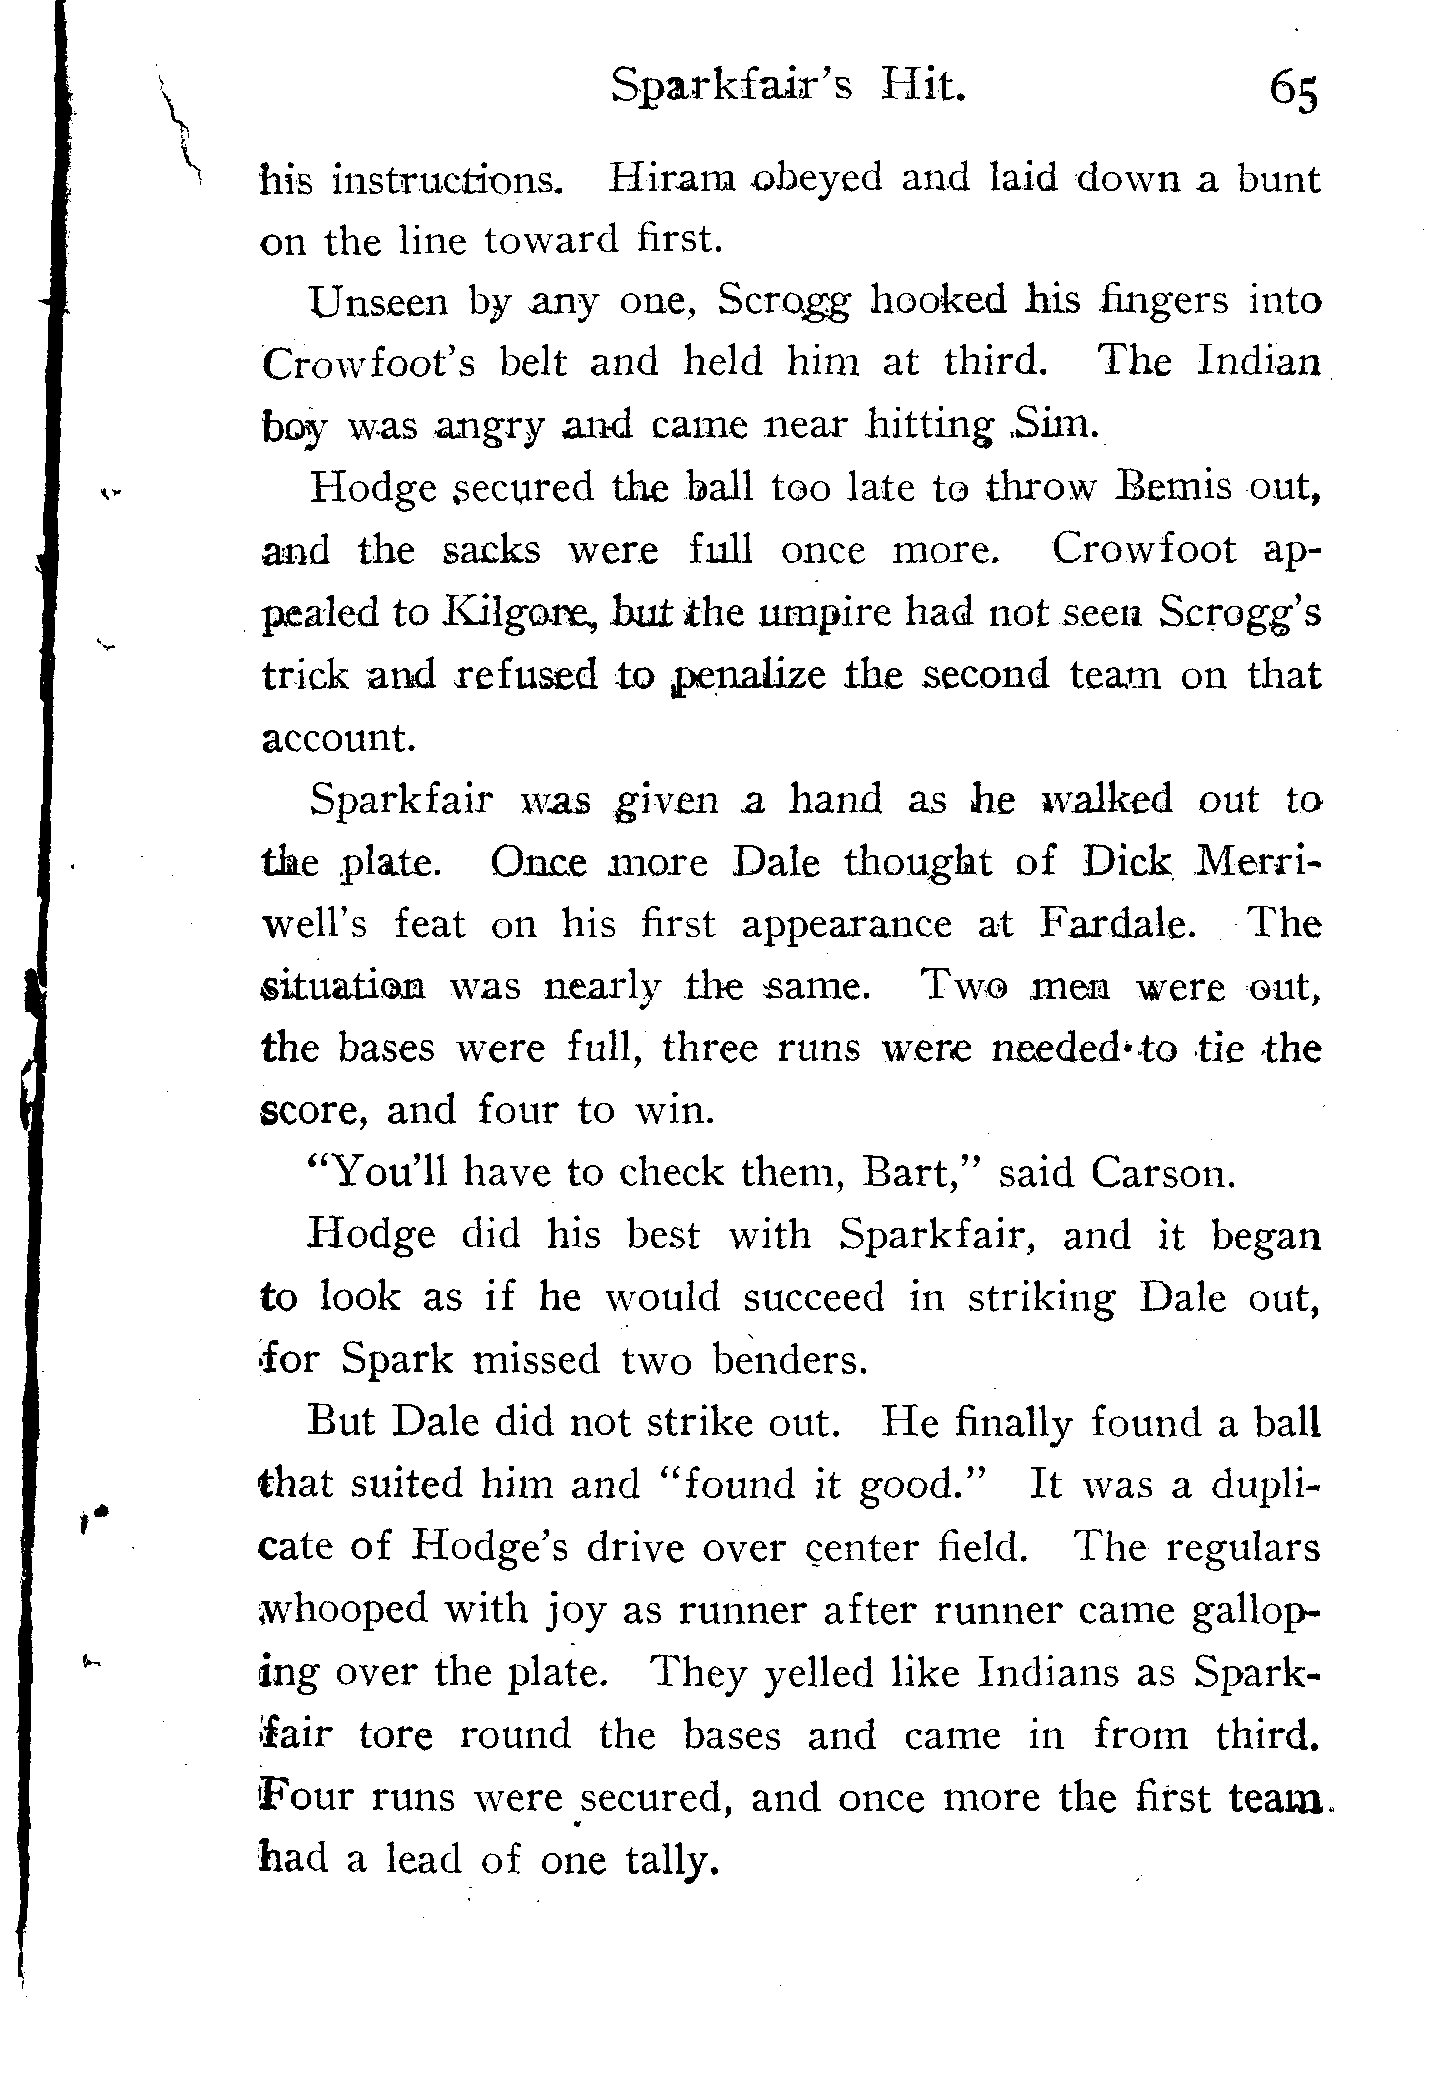 Sparkfair's Hit. 65
his instructions. Hiram obeyed and laid down a bunt
on the line toward first.
Unseen by any one, Scrogg hooked his fingers into
Crowfoot's belt and held him at third. The Indian
boy was angry and came near hitting Sim.
Hodge secured the ball too late to throw Bemis out,
and the sacks were full once more. Crowfoot ap-
pealed to Kilgore, but the umpire had not seen Scrogg's
trick and refused to penalize the second team on that
account.
Sparkfair was given a hand as he walked out to
the plate. Once more Dale thought of Dick Merri-
well's feat on his first appearance at Fardale. The
situation was nearly the same. Two men were out,
the bases were full, three runs were needed to tie the
score, and four to win.
"You'll have to check them, Bart," said Carson.
Hodge did his best with Sparkfair, and it began
to look as if he would succeed in striking Dale out,
for Spark missed two benders.
But Dale did not strike out. He finally found a ball
that suited him and "found it good." It was a dupli-
cate of Hodge's drive over center field. The regulars
whooped with joy as runner after runner came gallop-
ing over the plate. They yelled like Indians as Spark-
fair tore round the bases and came in from third.
Four runs were secured, and once more the first team
had a lead of one tally.